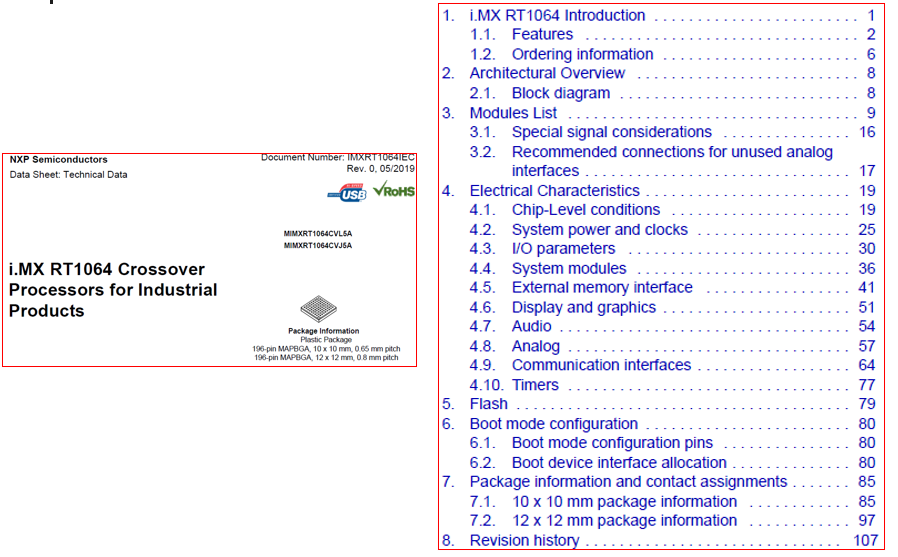 NXP Semiconductors
Data Sheet: Technical Data
Document Number: IMXRT1064IEC
Rev. 0, 05/2019
USB
RoHS
MIMXRT1064CVL5A
MIMXRT1064CVJ5A
i.MX RT1064 Crossover
Processors for Industrial
Products
Package Information
Plastic Package
196-pin MAPBGA, 10 x 10 mm, 0.65 mm pitch
196-pin MAPBGA, 12 x 12 mm, 0.8 mm pitch
1. i.MX RT1064 Introduction . . . . . . . . . . . . . . . . . . . . . . . . 1
1.1. Features . . . . . . . . . . . . . . . . . . . . . . . . . . . . . . . 2
1.2. Ordering information . . . . . . . . . . . . . . . . . . . . . . 6
2. Architectural Overview . . . . . . . . . . . . . . . . . . . . . . . . . . 8
2.1. Block diagram . . . . . . . . . . . . . . . . . . . . . . . . . . . 8
3. Modules List . . . . . . . . . . . . . . . . . . . . . . . . . . . . . . . . . 9
3.1. Special signal considerations . . . . . . . . . . . . . . . 16
3.2. Recommended connections for unused analog
interfaces . . . . . . . . . . . . . . . . . . . . . . . . . . . . . . 17
4. Electrical Characteristics . . . . . . . . . . . . . . . . . . . . . . . . 19
4.1. Chip-Level conditions . . . . . . . . . . . . . . . . . . . . . 19
4.2. System power and clocks . . . . . . . . . . . . . . . . . . 25
4.3. I/O parameters . . . . . . . . . . . . . . . . . . . . . . . . . . 30
4.4. System modules . . . . . . . . . . . . . . . . . . . . . . . . . 36
4.5. External memory interface . . . . . . . . . . . . . . . . . 41
4.6. Display and graphics . . . . . . . . . . . . . . . . . . . . . . 51
4.7. Audio . . . . . . . . . . . . . . . . . . . . . . . . . . . . . . . . . 54
4.8. Analog . . . . . . . . . . . . . . . . . . . . . . . . . . . . . . . . 57
4.9. Communication interfaces . . . . . . . . . . . . . . . . . . 64
4.10. Timers . . . . . . . . . . . . . . . . . . . . . . . . . . . . . . . . 77
5. Flash . . . . . . . . . . . . . . . . . . . . . . . . . . . . . . . . . . . . . . 79
6. Boot mode configuration . . . . . . . . . . . . . . . . . . . . . . . . 80
6.1. Boot mode configuration pins . . . . . . . . . . . . . . . 80
6.2. Boot device interface allocation . . . . . . . . . . . . . . 80
7. Package information and contact assignments . . . . . . . 85
7.1. 10 x 10 mm package information . . . . . . . . . . . . . 85
7.2. 12 x 12 mm package information . . . . . . . . . . . . . 97
8. Revision history . . . . . . . . . . . . . . . . . . . . . . . . . . . . . . 107